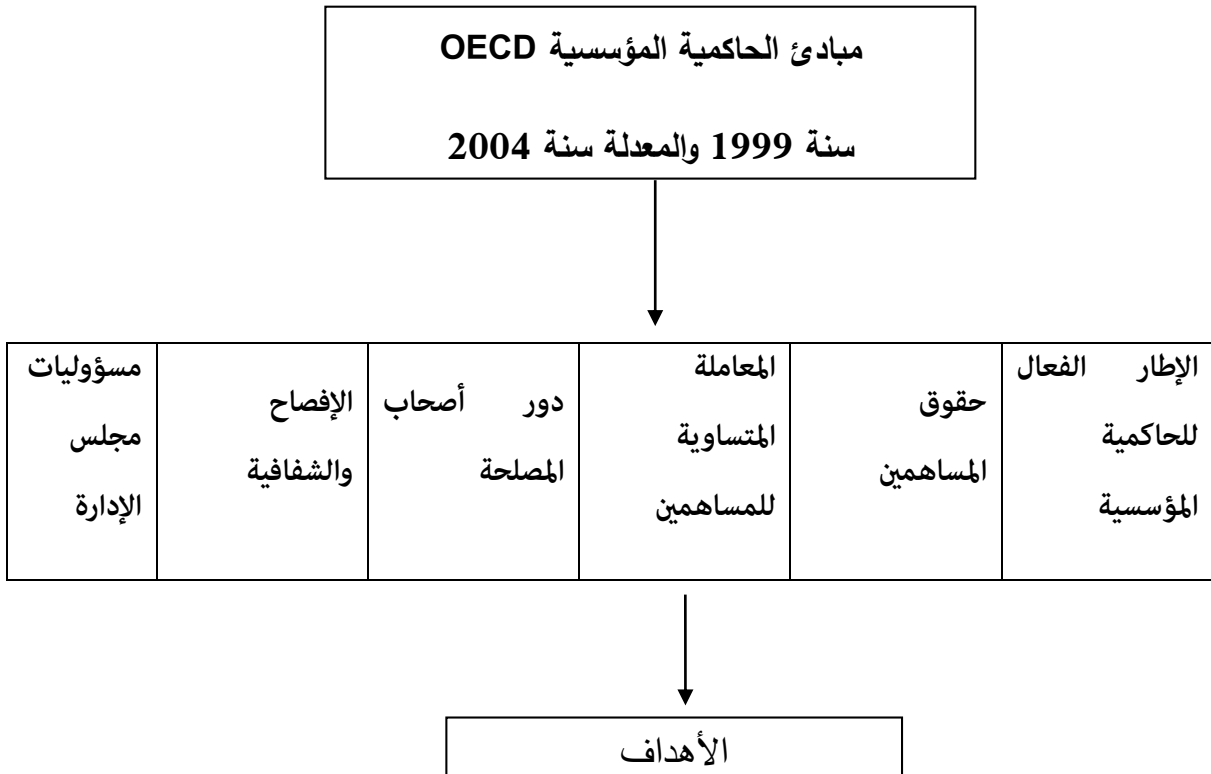 مبادئ الحاكمية المؤسسية OECD
سنة 1999 والمعدلة سنة 2004
الإطار الفعال
للحاكمية
المؤسسية
حقوق
المساهمين
المعاملة
المتساوية
للمساهمين
دور أصحاب
المصلحة
الإفصاح
والشفافية
مسؤوليات
مجلس
الإدارة
الأهداف